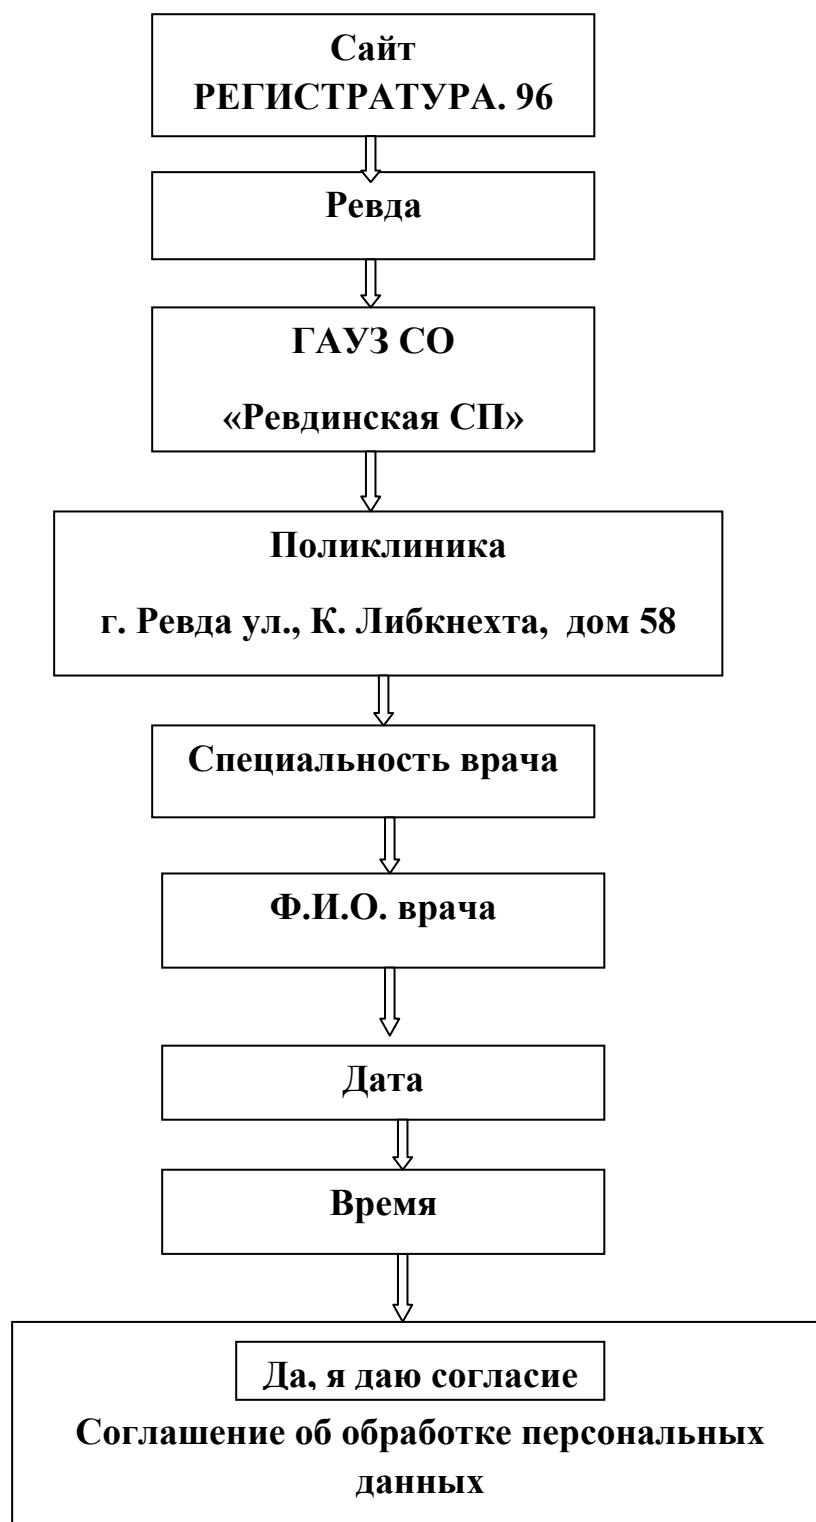 Сайт
РЕГИСТРАТУРА. 96
Ревда
ГАУЗ СО
«Ревдинская СП»
Поликлиника
г. Ревда ул., К. Либкнехта, дом 58
Специальность врача
Ф.И.О. врача
Дата
Время
Да, я даю согласие
Соглашение об обработке персональных
данных